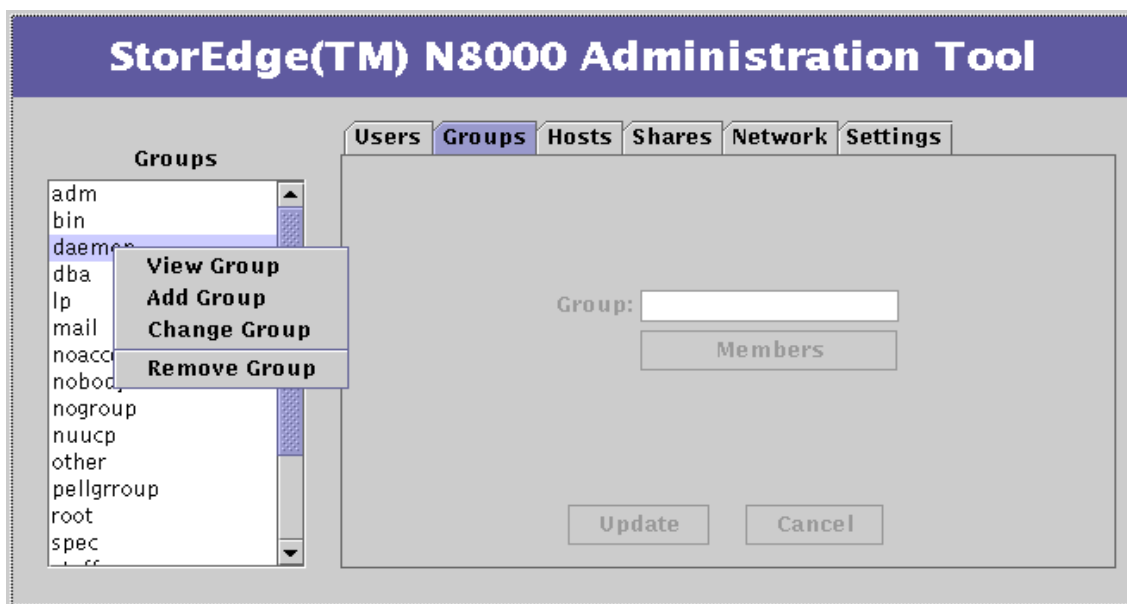 StorEdge(TM) N8000 Administration Tool
Users Groups Hosts Shares Network Settings
Groups
adm
bin
daemon
dba
lp
mail
nogroup
nuucp
other
pellgrroup
root
spec
View Group
Add Group
Change Group
Remove Group
Group:
Members
Update Cancel